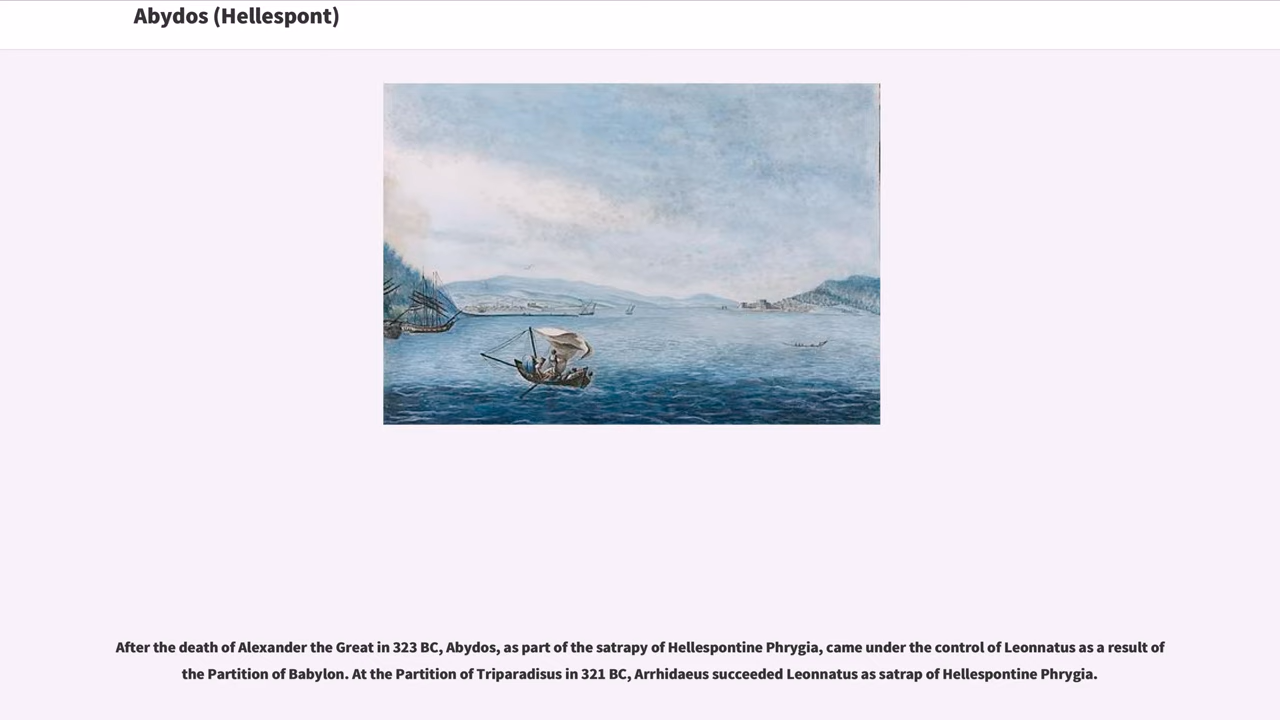 Abydos (Hellespont)
After the death of Alexander the Great in 323 BC, Abydos, as part of the satrapy of Hellespontine Phrygia, came under the control of Leonnatus as a result of
the Partition of Babylon. At the Partition of Triparadisus in 321 BC, Arrhidaeus succeeded Leonnatus as satrap of Hellespontine Phrygia.